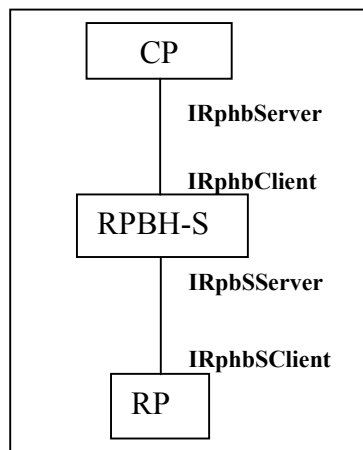 CP
IRphbServer
IRphbClient
RPBH-S
IRpbSServer
IRphbSClient
RP